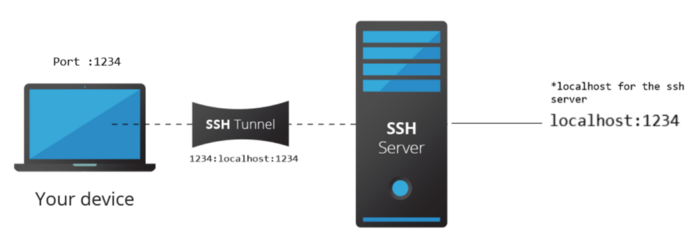 Port :1234
Your device
SSH Tunnel
1234:localhost:1234
SSH
Server
*localhost for the ssh
server
localhost:1234